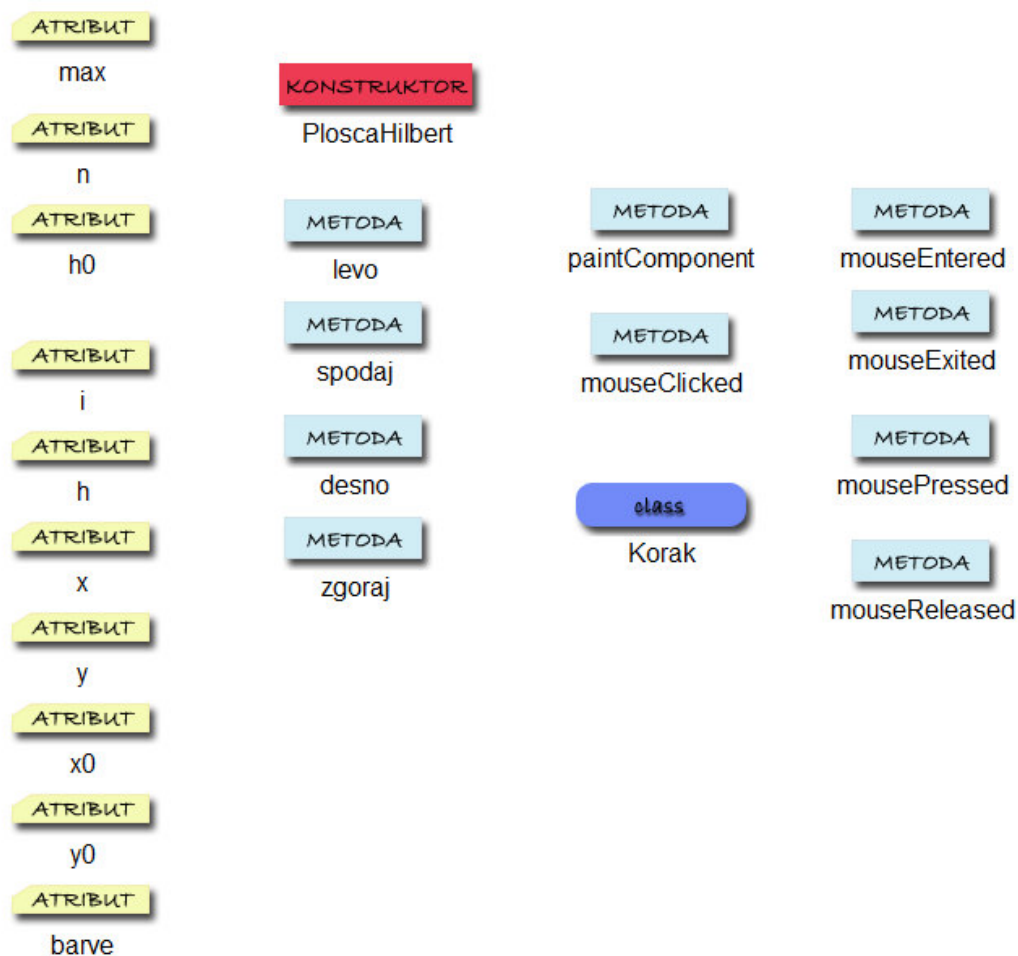 ATRIBUT
max
ATRIBUT
n
ATRIBUT
h0
ATRIBUT
i
ATRIBUT
h
ATRIBUT
x
ATRIBUT
y
ATRIBUT
x0
ATRIBUT
y0
ATRIBUT
barve
KONSTRUKTOR
PloscaHilbert
METODA
levo
METODA
spodaj
METODA
desno
METODA
zgoraj
METODA
paintComponent
METODA
mouseClicked
class
Korak
METODA
mouseEntered
METODA
mouseExited
METODA
mousePressed
METODA
mouseReleased